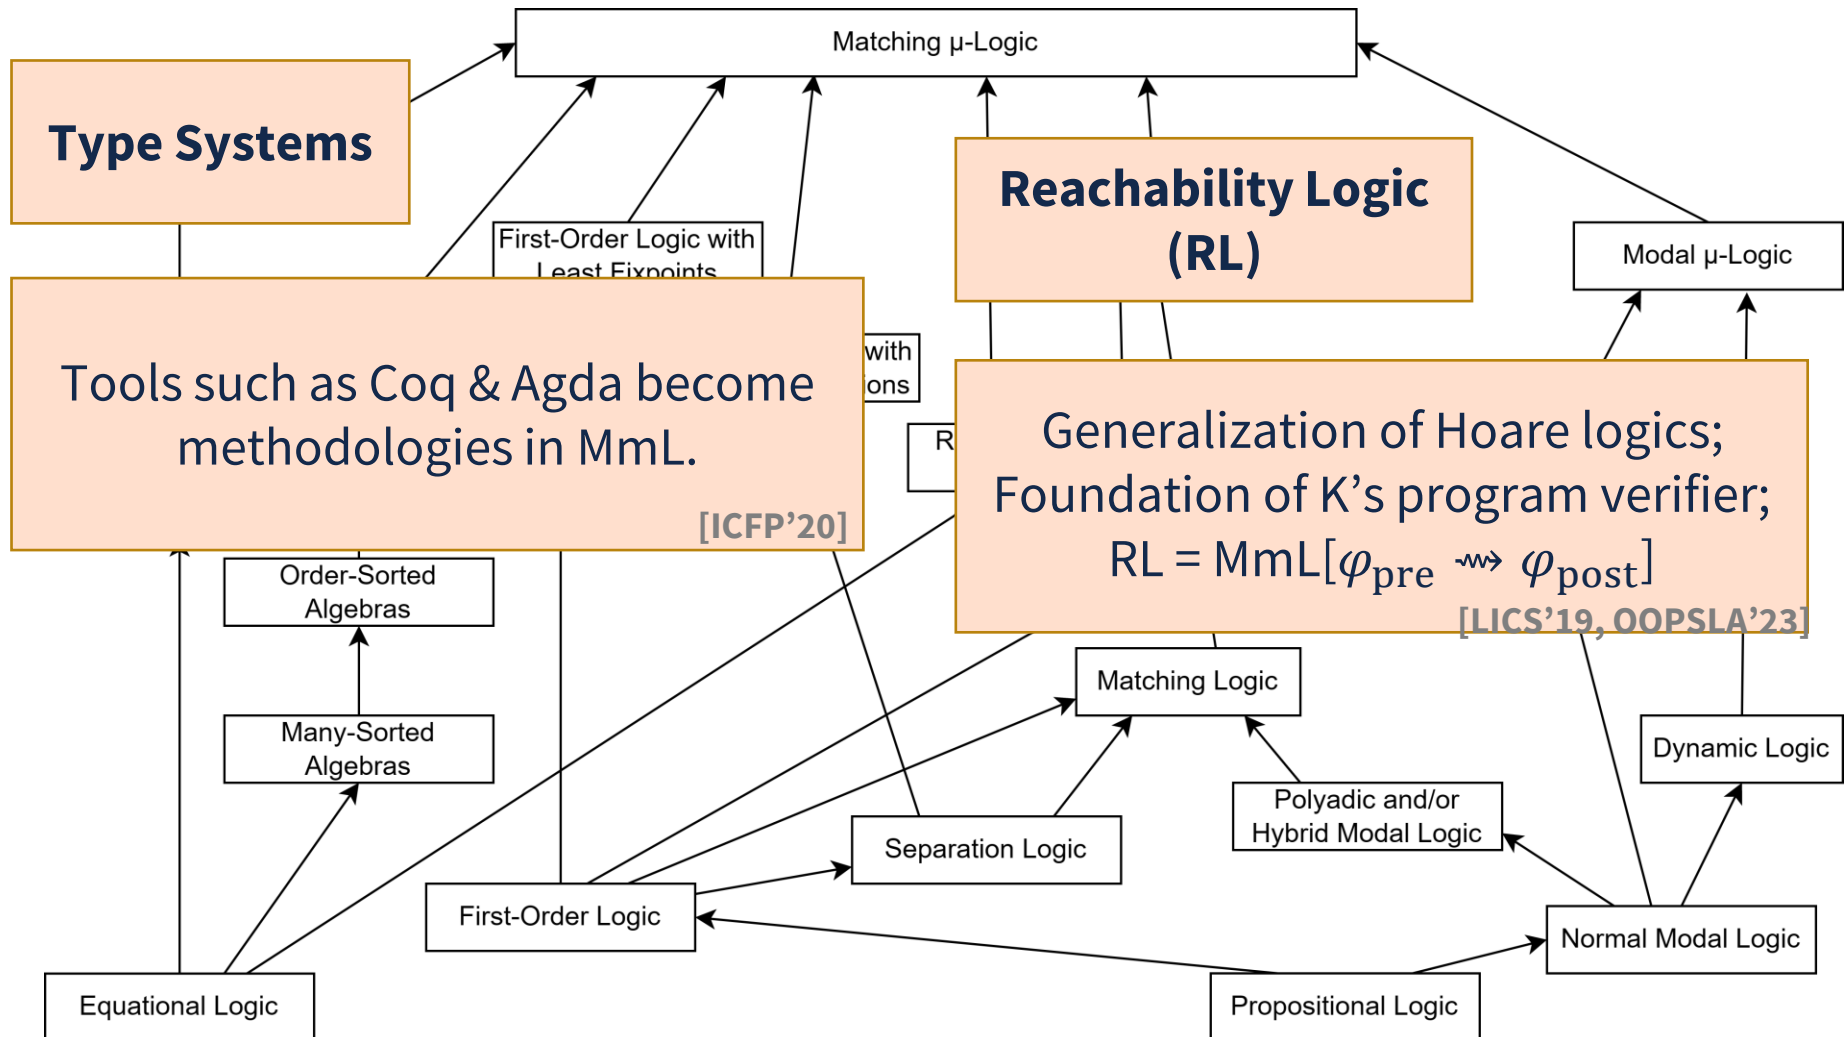 Matching μ-Logic
Type Systems
Reachability Logic
(RL)
First-Order Logic with
Least Fixpoints
Modal μ-Logic
with
ions
Tools such as Coq & Agda become
methodologies in MmL.
[ICFP’20]
R
Generalization of Hoare logics;
Foundation of K’s program verifier;
RL = MmL[φpre ⇝ φpost]
[LICS’19, OOPSLA’23]
Order-Sorted
Algebras
Matching Logic
Many-Sorted
Algebras
Dynamic Logic
Polyadic and/or
Hybrid Modal Logic
Separation Logic
First-Order Logic
Normal Modal Logic
Equational Logic
Propositional Logic